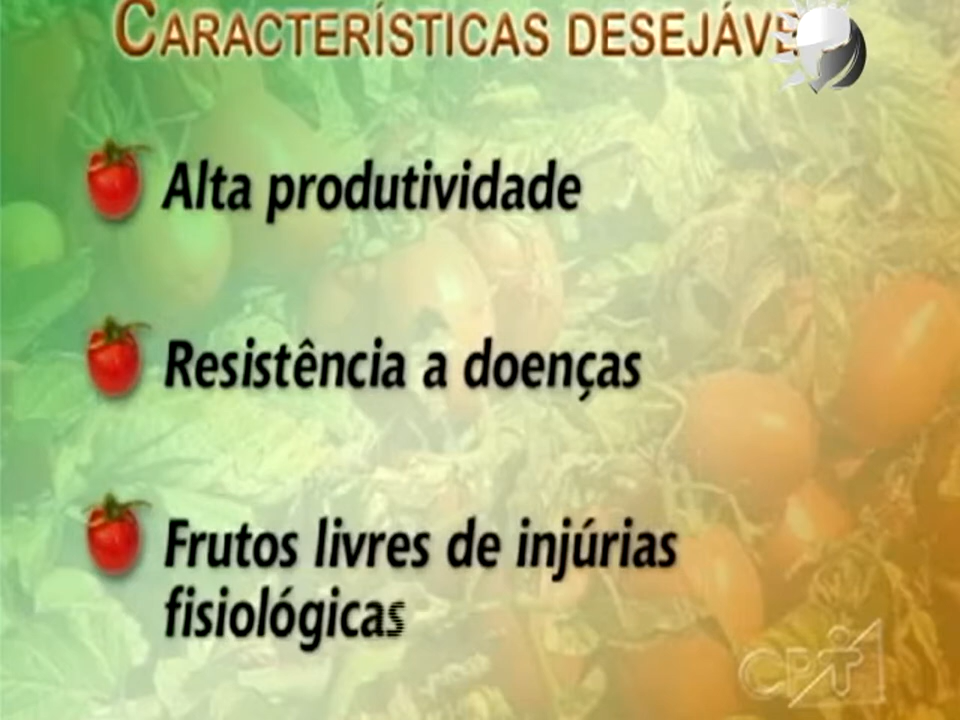 CARACTERÍSTICAS DESEJÁVE
Alta produtividade
Resistência a doenças
Frutos livres de injúrias
fisiológicas
CPT